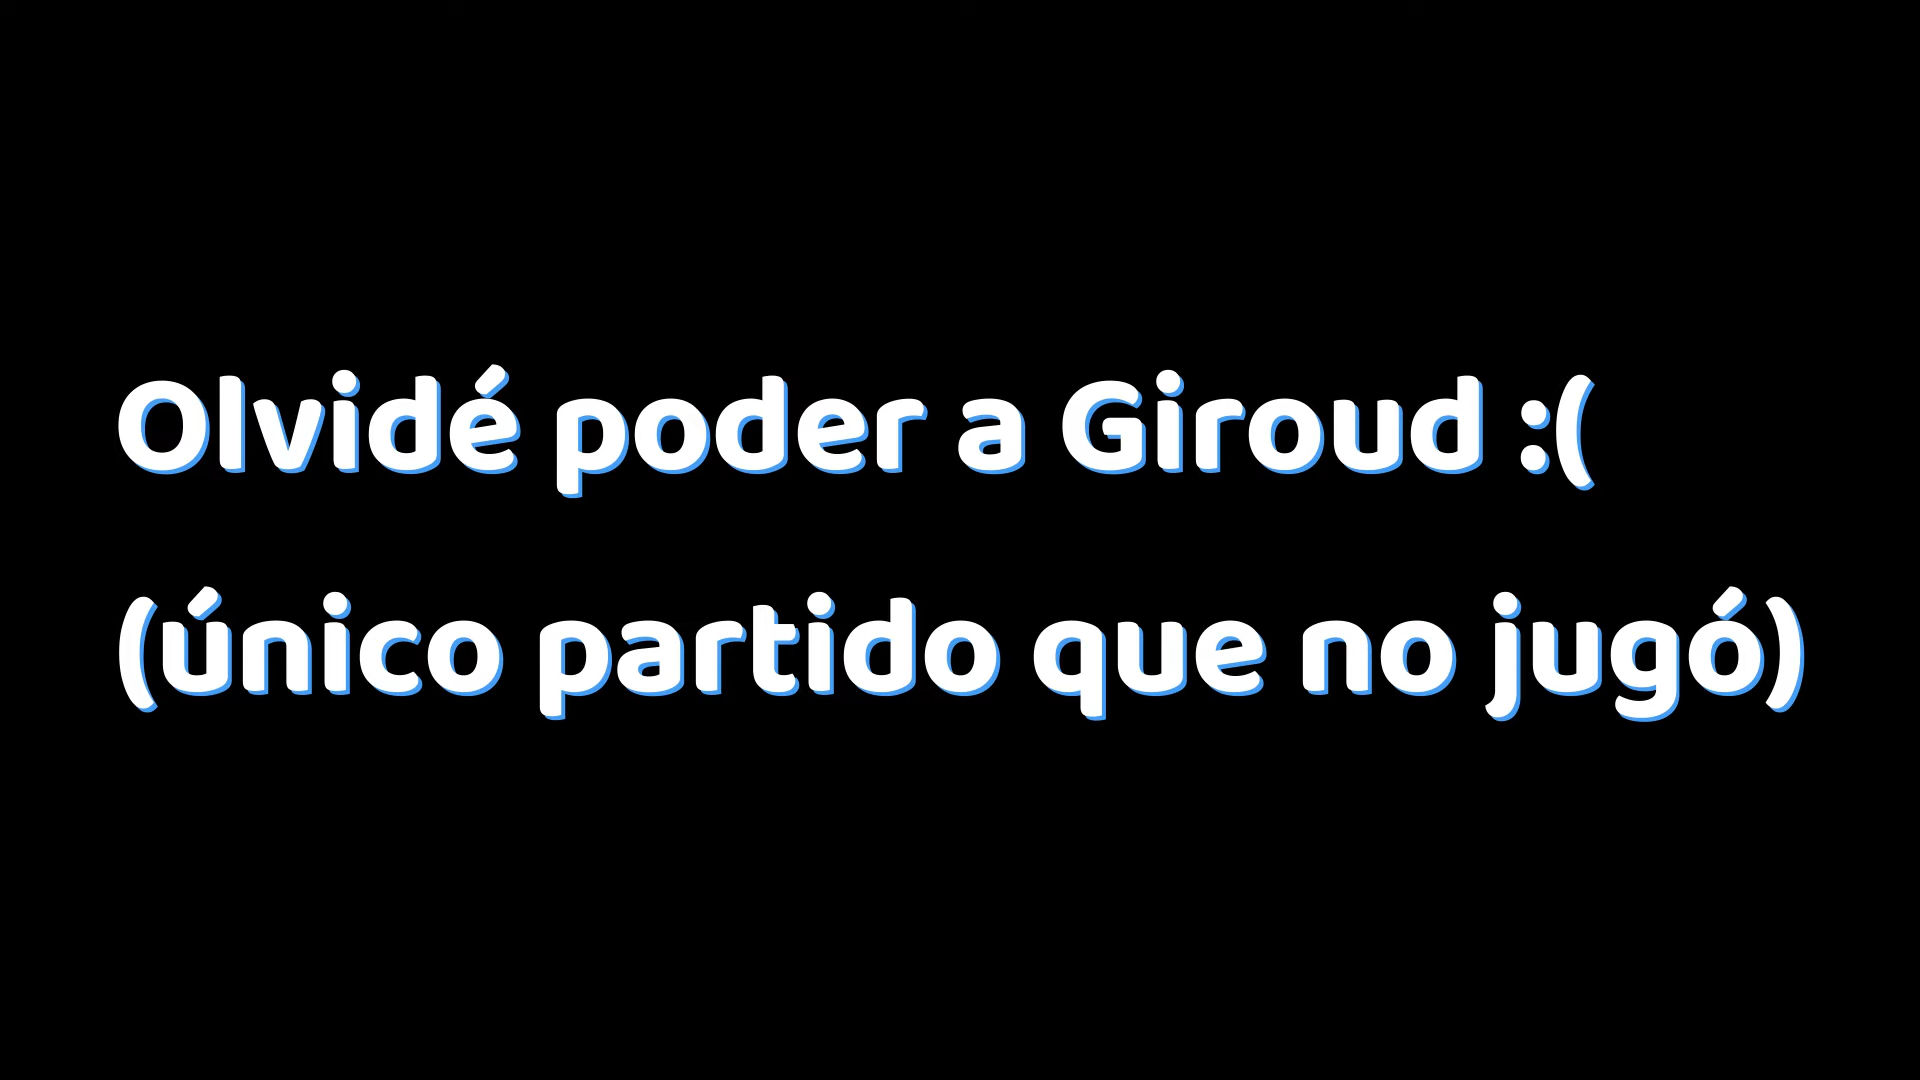 Olvidé poder a Giroud :(
(único partido que no jugó)